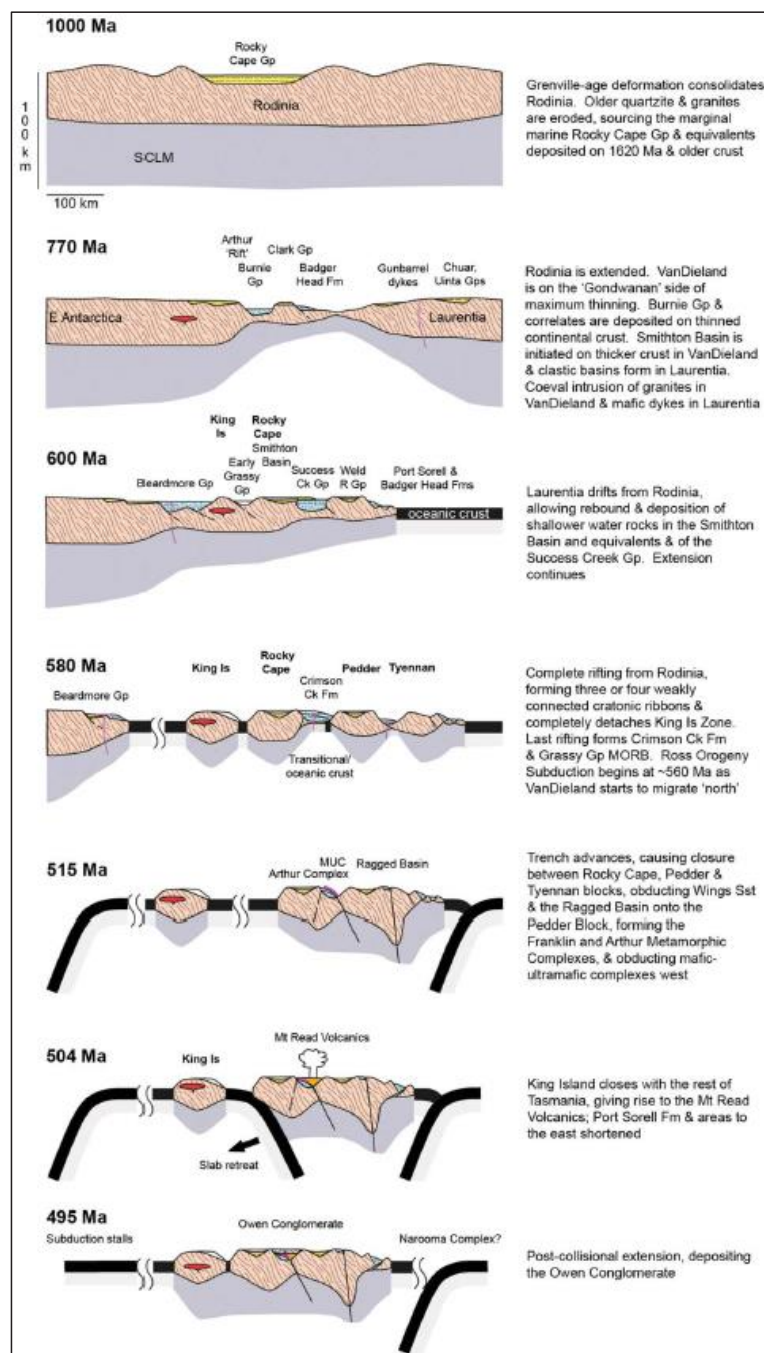 1000 Ma
Rocky
Cape Gp
Rodinia
SCLM
100 km
100 km
Grenville-age deformation consolidates
Rodinia. Older quartzite & granites
are eroded, sourcing the marginal
marine Rocky Cape Gp & equivalents
deposited on 1620 Ma & older crust
770 Ma
Arthur
'Rift'
Burnie
Gp
Clark Gp
Badger
Head Fm
Gunbarrel
dykes
Chuar,
Uinta Gps
E Antarctica
Laurentia
Rodinia is extended. VanDieland
is on the 'Gondwanan' side of
maximum thinning. Burnie Gp &
correlates are deposited on thinned
continental crust. Smithton Basin is
initiated on thicker crust in VanDieland
& clastic basins form in Laurentia.
Coeval intrusion of granites in
VanDieland & mafic dykes in Laurentia
600 Ma
Bleardmore Gp
King
Is
Early
Grassy
Gp
Rocky
Cape
Smithton
Basin
Success
Ck Gp
Weld
R Gp
Port Sorell &
Badger Head Fms
oceanic crust
Laurentia drifts from Rodinia,
allowing rebound & deposition of
shallower water rocks in the Smithton
Basin and equivalents & of the
Success Creek Gp. Extension
continues
580 Ma
Beardmore Gp
King Is
Rocky
Cape
Crimson
Ck Fm
Pedder
Tyennan
Transitional/
oceanic crust
Complete rifting from Rodinia,
forming three or four weakly
connected cratonic ribbons &
completely detaches King Is Zone.
Last rifting forms Crimson Ck Fm
& Grassy Gp MORB. Ross Orogeny
Subduction begins at ~560 Ma as
VanDieland starts to migrate 'north'
515 Ma
MUC
Arthur Complex
Ragged Basin
Trench advances, causing closure
between Rocky Cape, Pedder &
Tyennan blocks, obducting Wings Sst
& the Ragged Basin onto the
Pedder Block, forming the
Franklin and Arthur Metamorphic
Complexes, & obducting mafic-
ultramafic complexes west
504 Ma
King Is
Mt Read Volcanics
Slab retreat
King Island closes with the rest of
Tasmania, giving rise to the Mt Read
Volcanics; Port Sorell Fm & areas to
the east shortened
495 Ma
Subduction stalls
Owen Conglomerate
Narooma Complex?
Post-collisional extension, depositing
the Owen Conglomerate